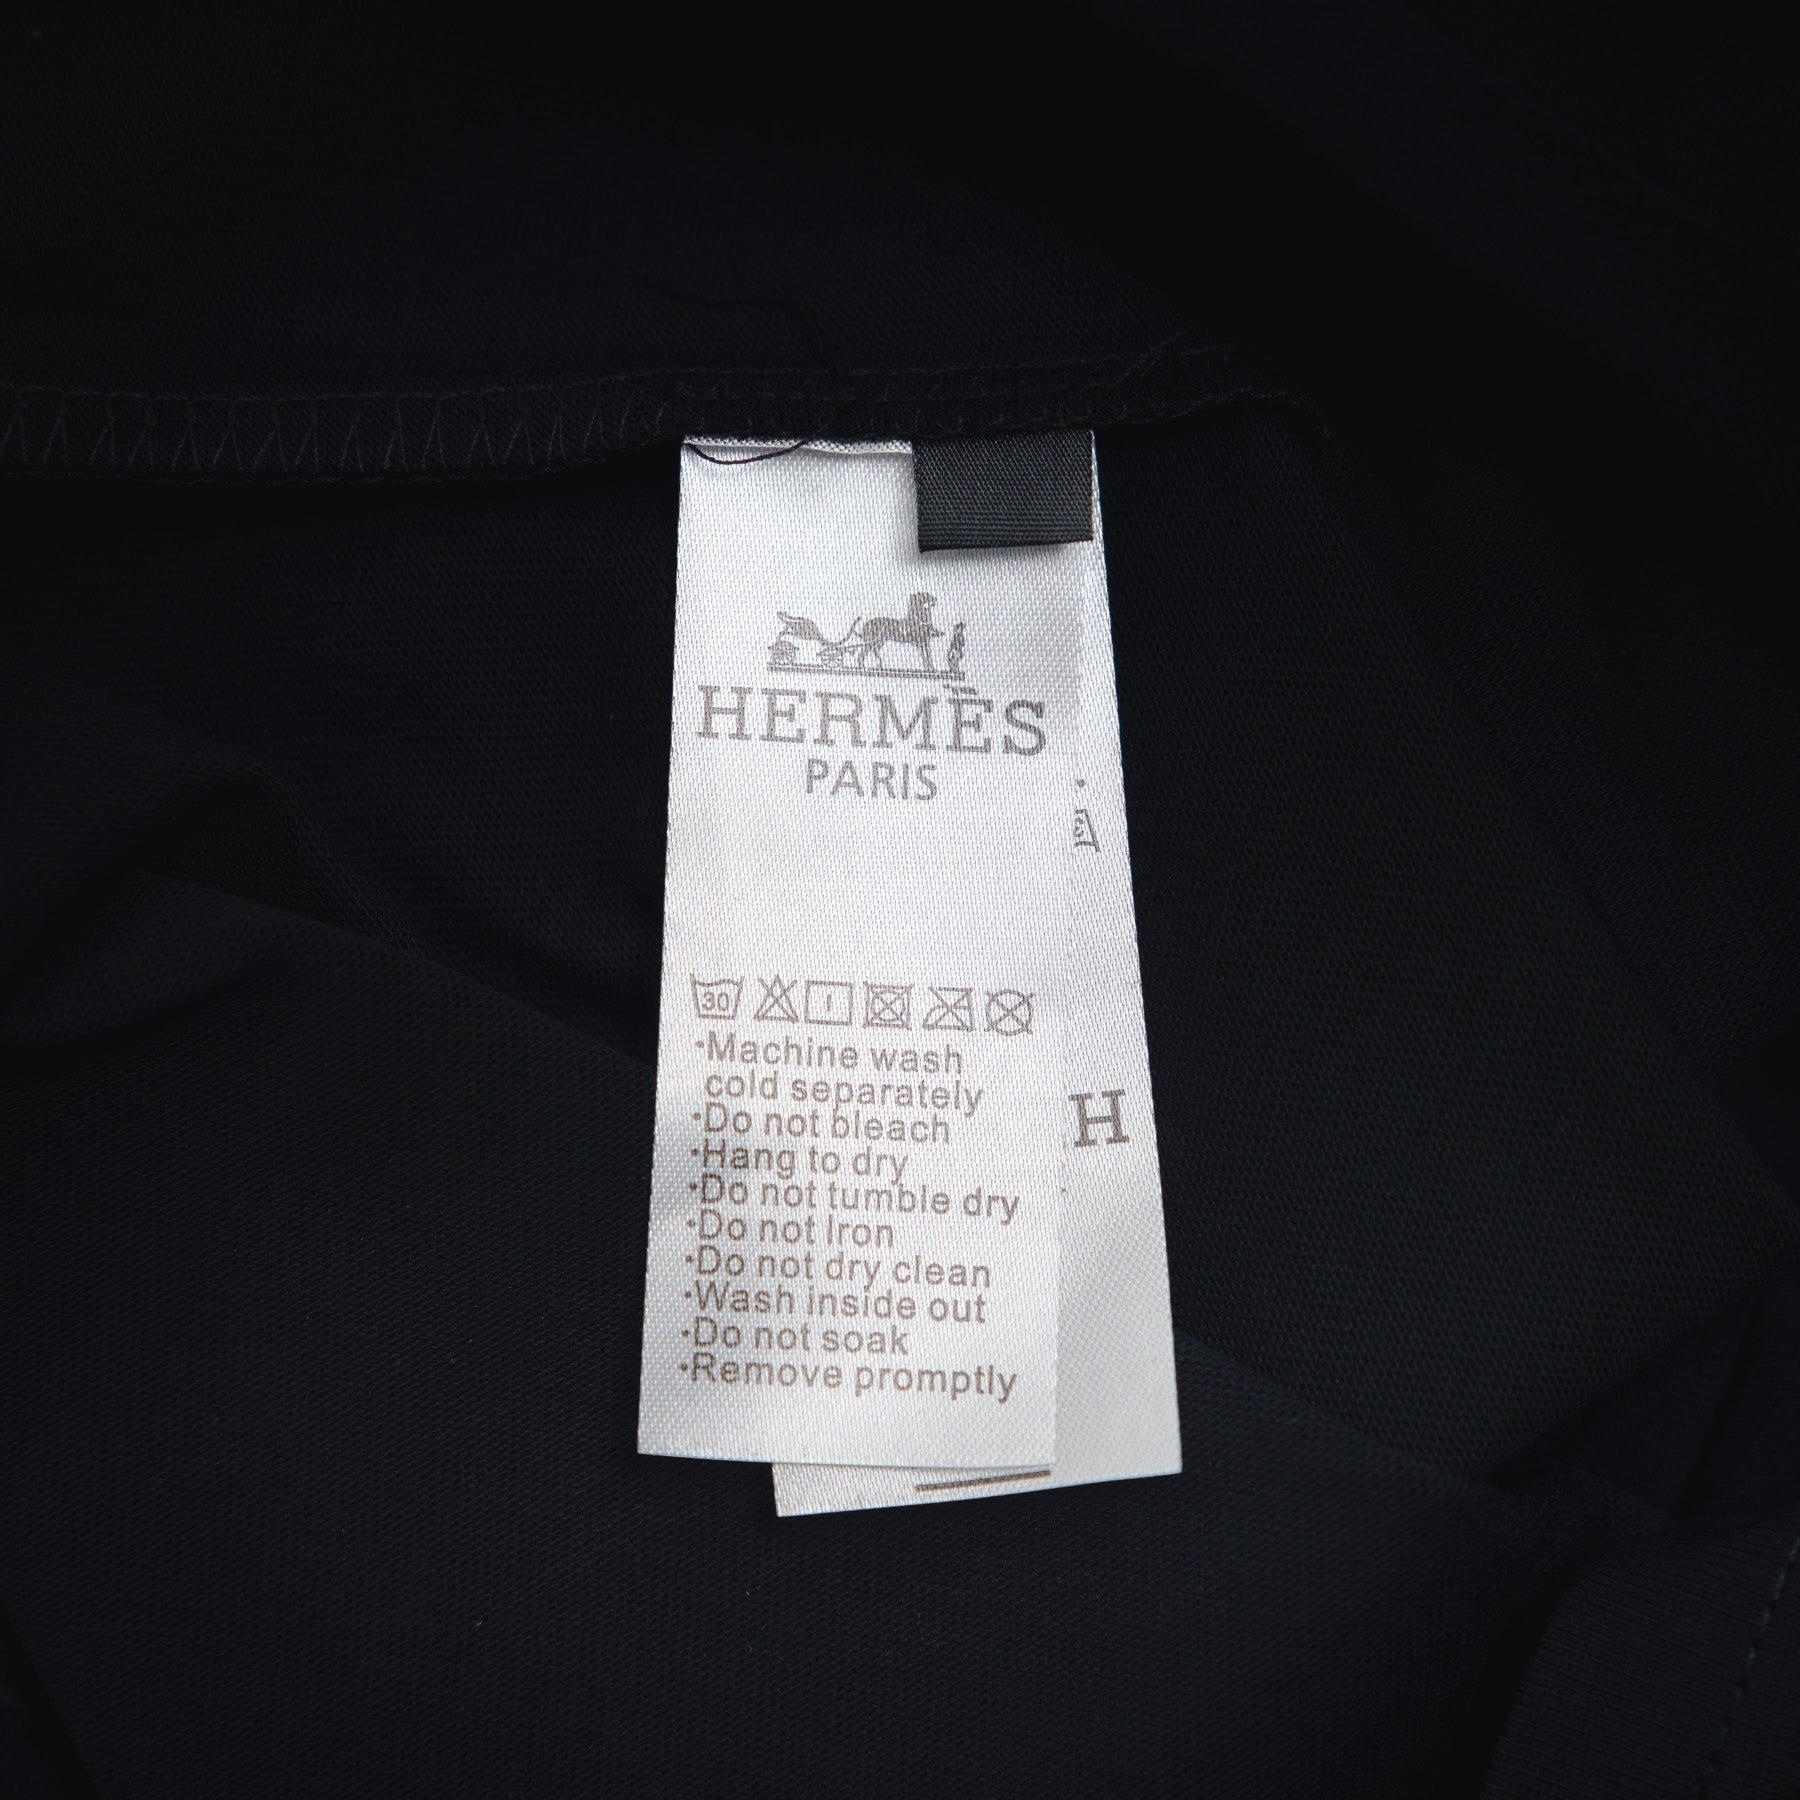 HERMĒS
PARIS
30
•Machine wash
cold separately
•Do not bleach
•Hang to dry
•Do not tumble dry
•Do not Iron
•Do not dry clean
•Wash inside out
•Do not soak
•Remove promptly
H